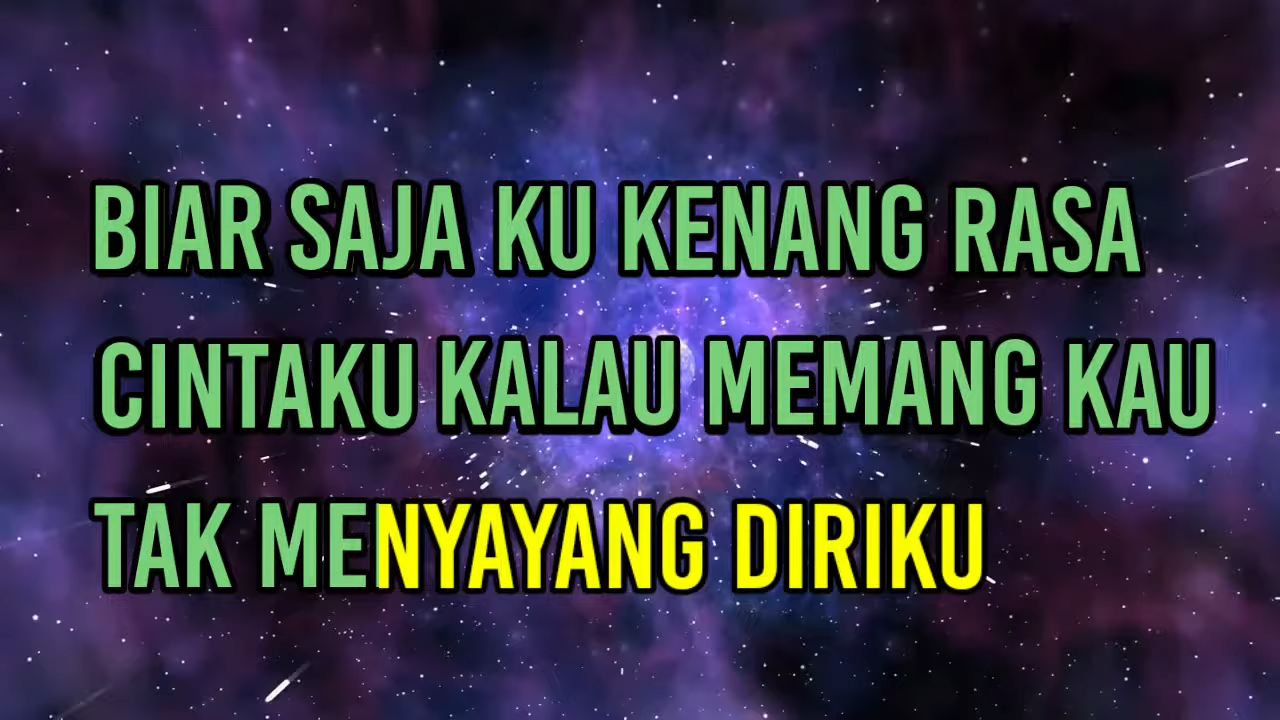 BIAR SAJA KU KENANG RASA
CINTAKU KALAU MEMANG KAU
TAK MENYAYANG DIRIKU